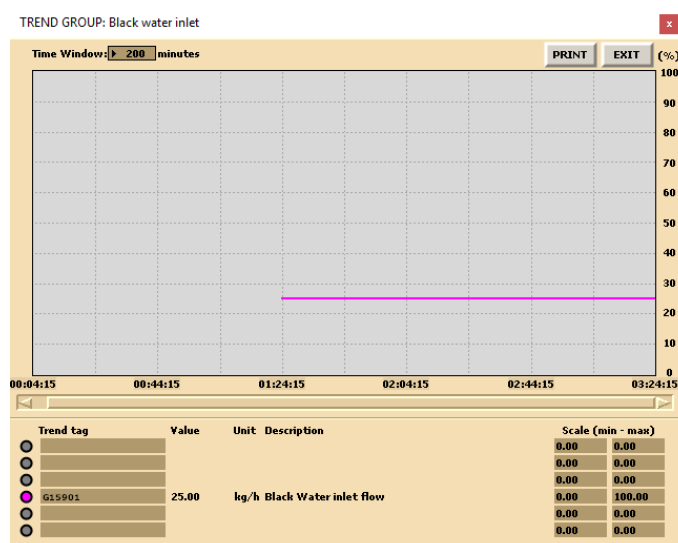 TREND GROUP: Black water inlet
x
Time Window: 200 minutes
PRINT EXIT (%)
100
90
80
70
60
50
40
30
20
10
0
00:04:15 00:44:15 01:24:15 02:04:15 02:44:15 03:24:15
Trend tag Value Unit Description Scale (min - max)
0.00 0.00
0.00 0.00
0.00 0.00
G15901 25.00 kg/h Black Water inlet flow 0.00 100.00
0.00 0.00
0.00 0.00